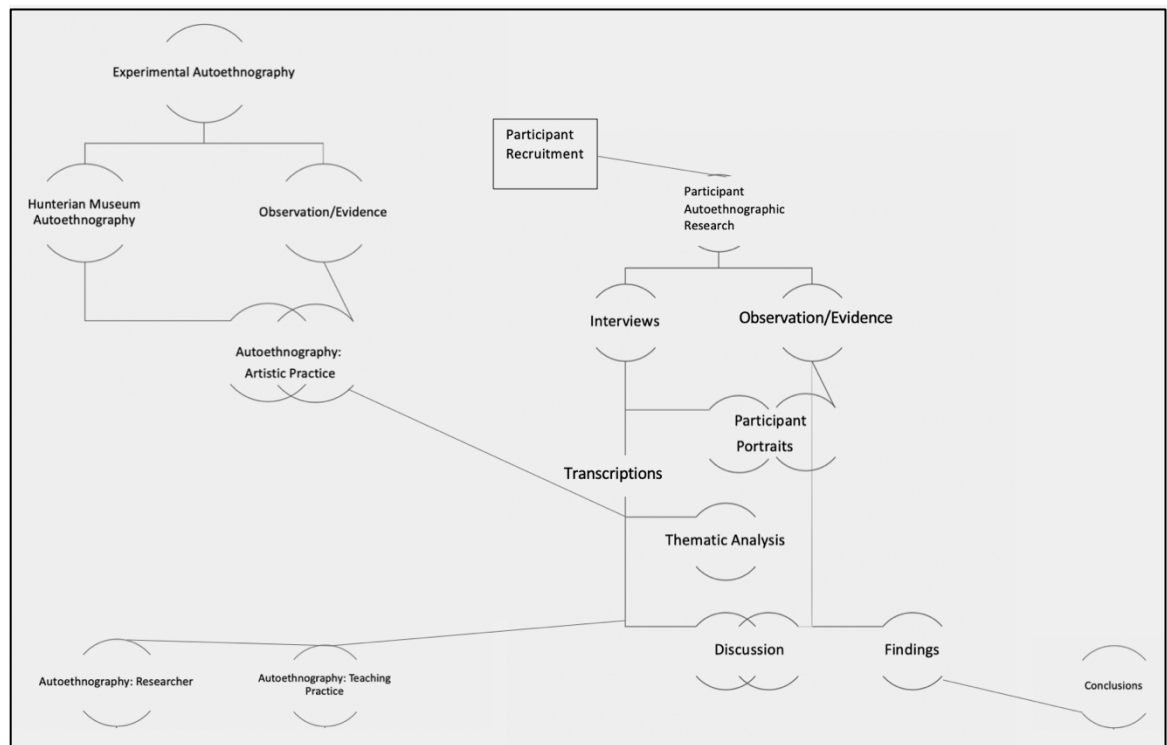 Experimental Autoethnography
Participant
Recruitment
Hunterian Museum
Autoethnography
Observation/Evidence
Participant
Autoethnographic
Research
Interviews
Observation/Evidence
Autoethnography:
Artistic Practice
Participant
Portraits
Transcriptions
Thematic Analysis
Discussion
Findings
Autoethnography: Researcher
Autoethnography: Teaching
Practice
Conclusions